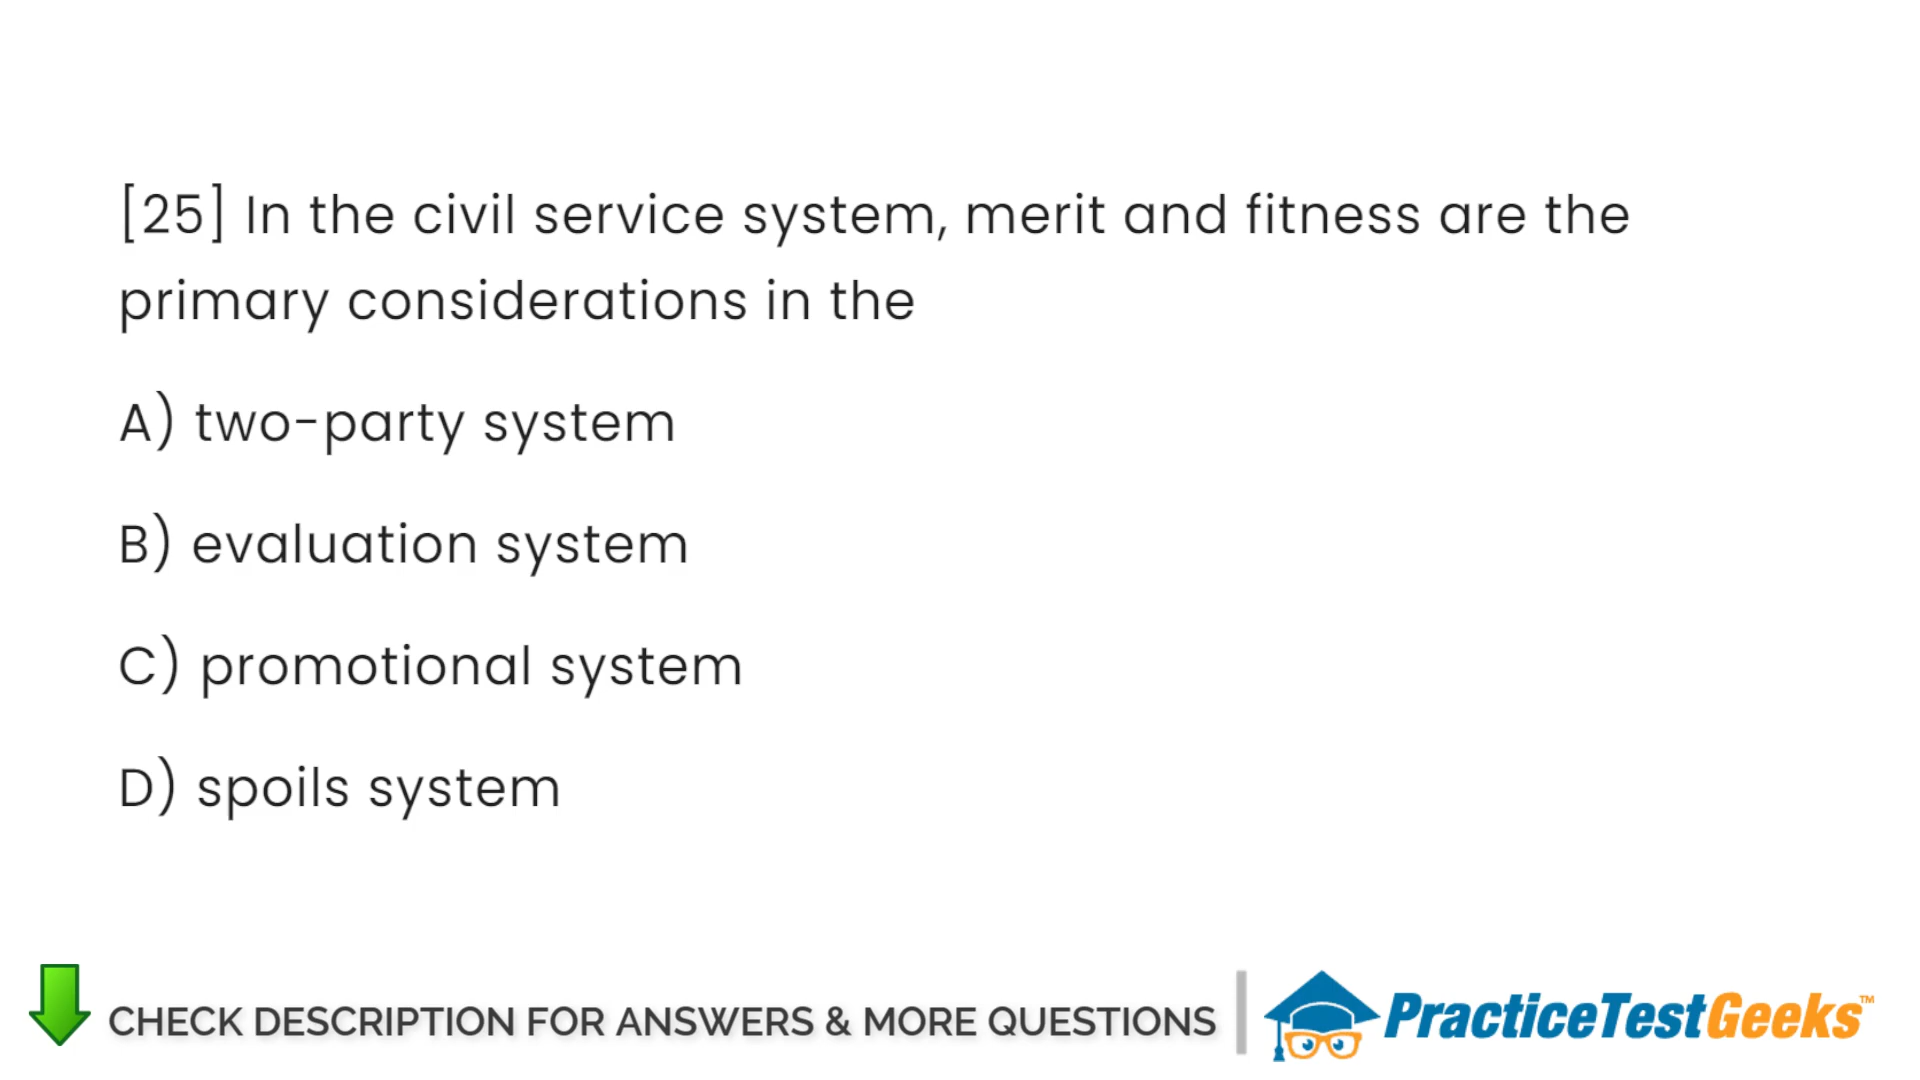 [25] In the civil service system, merit and fitness are the
primary considerations in the
A) two-party system
B) evaluation system
C) promotional system
D) spoils system
CHECK DESCRIPTION FOR ANSWERS & MORE QUESTIONS
PracticeTestGeeks™